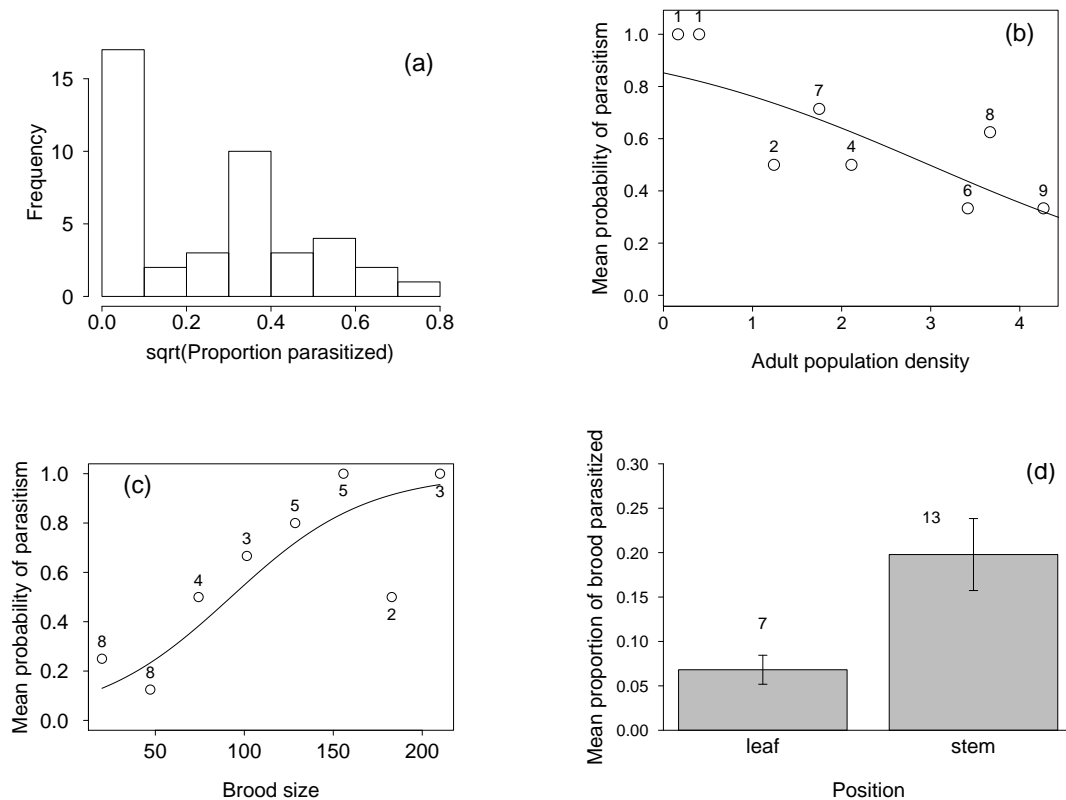 (a)
Frequency
15
10
5
0
0.0 0.2 0.4 0.6 0.8
sqrt(Proportion parasitized)
(b)
Mean probability of parasitism
1.0
0.8
0.6
0.4
0.2
0.0
1 1
7
8
2
4
6
9
0 1 2 3 4
Adult population density
(c)
Mean probability of parasitism
1.0
0.8
0.6
0.4
0.2
0.0
8
8
4
3
5
5
2
3
50 100 150 200
Brood size
(d)
Mean proportion of brood parasitized
0.30
0.25
0.20
0.15
0.10
0.05
0.00
7
13
leaf stem
Position